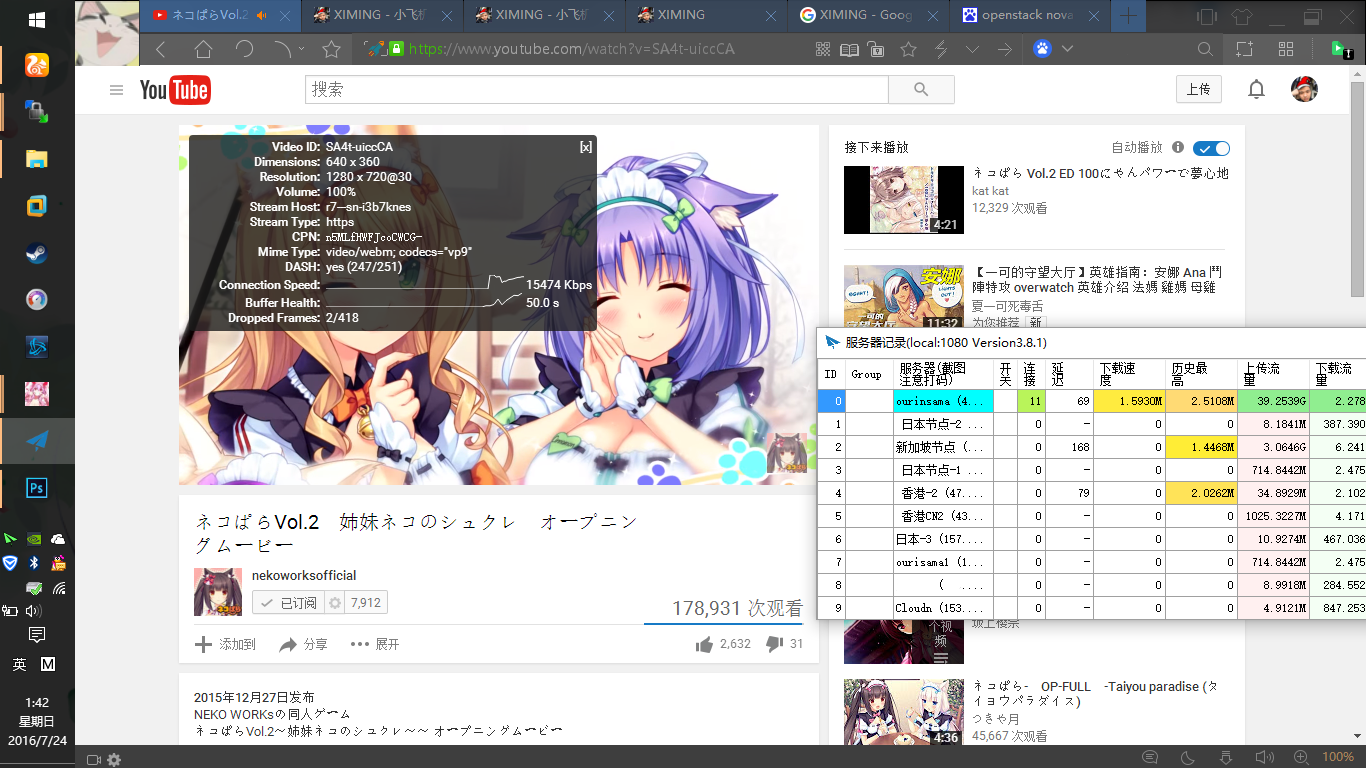 ネコぱらVol.2
XIMING - 小飞机
XIMING - 小飞机
XIMING
XIMING - Goog
openstack nova
https://www.youtube.com/watch?v=SA4t-uiccCA
YouTube
搜索
上传
Video ID: SA4t-uiccCA
[x]
Dimensions: 640 x 360
Resolution: 1280 x 720@30
Volume: 100%
Stream Host: r7---sn-i3b7knes
Stream Type: https
CPN: n5MLfHWFJooCWCG-
Mime Type: video/webm; codecs="vp9"
DASH: yes (247/251)
Connection Speed: 15474 Kbps
Buffer Health: 50.0 s
Dropped Frames: 2/418
接下来播放
自动播放
ネコぱら Vol.2 ED 100にゃんパワーで夢心地
kat kat
12,329 次观看
4:21
【一可的守望大厅】英雄指南：安娜 Ana 鬥
陣特攻 overwatch 英雄介绍 法媽 雞媽 母雞
夏一可死毒舌
为您推荐 新
安娜
11:32
服务器记录(local:1080 Version3.8.1)
ID Group 服务器(截图注意打码) 开关 连接 延迟 下载速度 历史最高 上传流量 下载流量
0 ourinsama (4... 11 69 1.5930M 2.5108M 39.2539G 2.278
1 日本节点-2 ... 0 - 0 0 8.1841M 387.390
2 新加坡节点 (... 0 168 0 1.4468M 3.0646G 6.241
3 日本节点-1 ... 0 - 0 0 714.8442M 2.475
4 香港-2 (47.... 0 79 0 2.0262M 34.8929M 2.102
5 香港CN2 (43.... 0 - 0 0 1025.3227M 4.171
6 日本-3 (157.... 0 - 0 0 10.9274M 467.036
7 ourisama1 (1... 0 - 0 0 714.8442M 2.475
8 ( ... 0 - 0 0 8.9918M 284.552
9 Cloudn (153.... 0 - 0 0 4.9121M 847.253
个视
频
ネコぱらVol.2　姉妹ネコのシュクレ　オープニン
グムービー
nekoworksofficial
已订阅
7,912
178,931 次观看
添加到
分享
展开
2,632
31
2015年12月27日发布
NEKO WORKsの同人ゲーム
ネコぱらVol.2～姉妹ネコのシュクレ～～ オープニングムービー
ネコぱら-　OP-FULL　-Taiyou paradise (タ
イヨウパラダイス)
つきや月
45,667 次观看
4:36
Ps
英
M
1:42
星期日
2016/7/24
100%